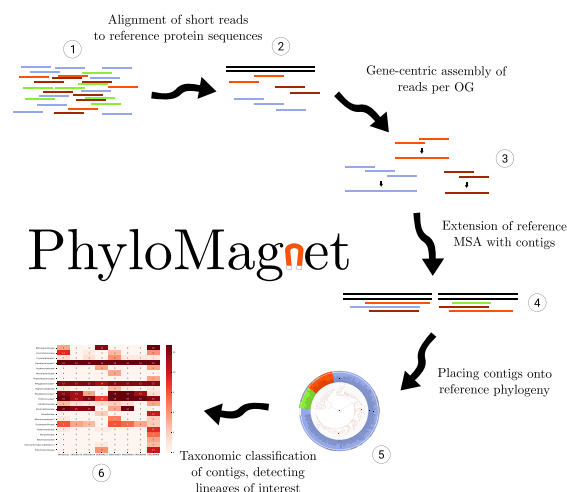 Alignment of short reads
to reference protein sequences
1
2
Gene-centric assembly of
reads per OG
3
PhyloMagnet
Extension of reference
MSA with contigs
4
Placing contigs onto
reference phylogeny
5
Taxonomic classification
of contigs, detecting
lineages of interest
6